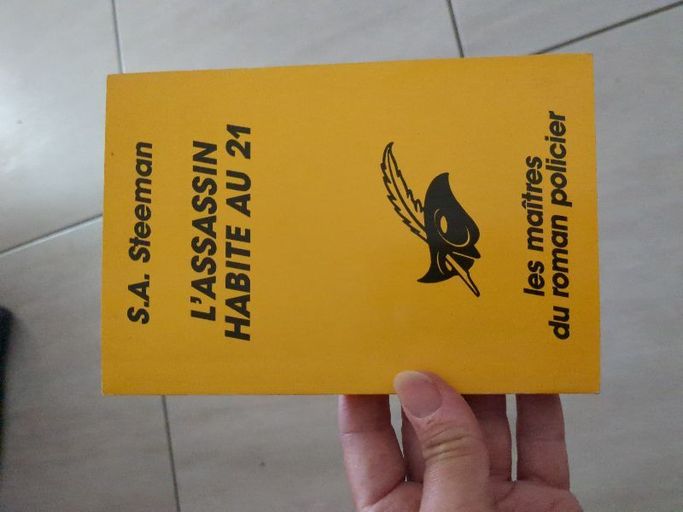 S.A. Steeman
L'ASSASSIN
HABITE AU 21
les maîtres
du roman policier